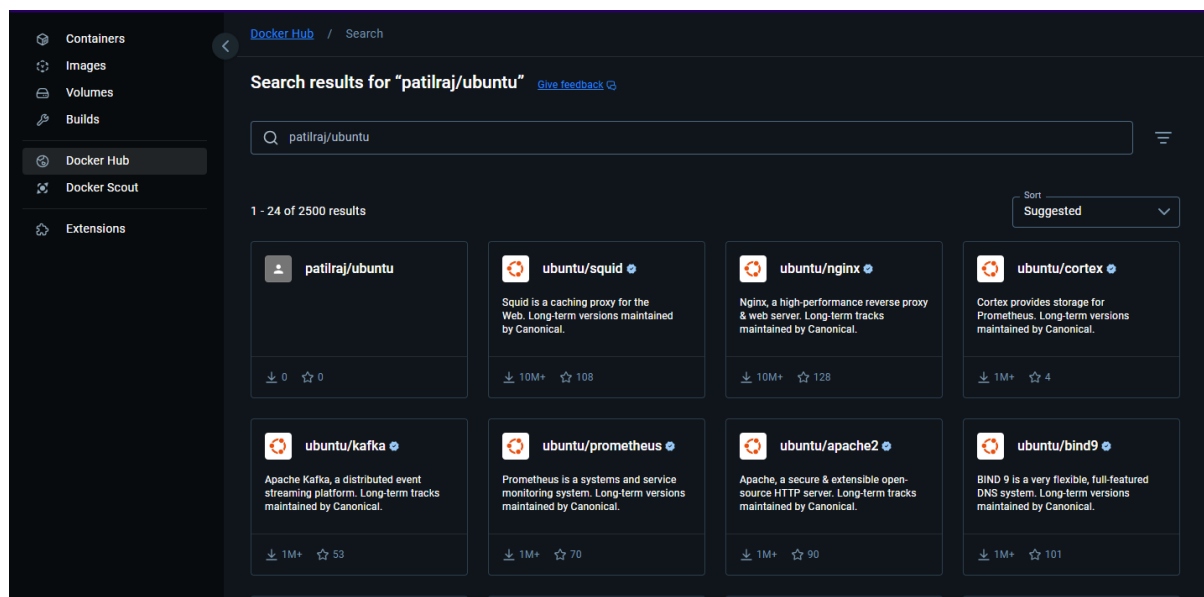 Containers
Images
Volumes
Builds
Docker Hub
Docker Scout
Extensions
Docker Hub / Search
Search results for “patilraj/ubuntu” Give feedback
patilraj/ubuntu
1 - 24 of 2500 results
Sort
Suggested
patilraj/ubuntu
0 0
ubuntu/squid
Squid is a caching proxy for the
Web. Long-term versions maintained
by Canonical.
10M+ 108
ubuntu/nginx
Nginx, a high-performance reverse proxy
& web server. Long-term tracks
maintained by Canonical.
10M+ 128
ubuntu/cortex
Cortex provides storage for
Prometheus. Long-term versions
maintained by Canonical.
1M+ 4
ubuntu/kafka
Apache Kafka, a distributed event
streaming platform. Long-term tracks
maintained by Canonical.
1M+ 53
ubuntu/prometheus
Prometheus is a systems and service
monitoring system. Long-term versions
maintained by Canonical.
1M+ 70
ubuntu/apache2
Apache, a secure & extensible open-
source HTTP server. Long-term tracks
maintained by Canonical.
1M+ 90
ubuntu/bind9
BIND 9 is a very flexible, full-featured
DNS system. Long-term versions
maintained by Canonical.
1M+ 101